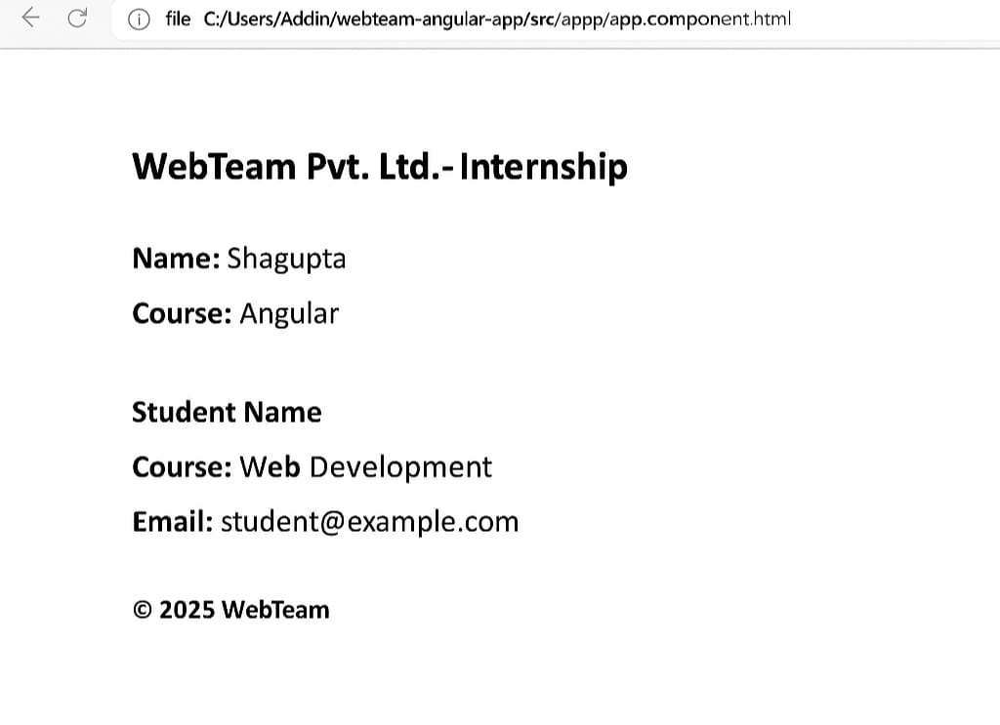 file C:/Users/Addin/webteam-angular-app/src/appp/app.component.html
WebTeam Pvt. Ltd.- Internship
Name: Shagupta
Course: Angular
Student Name
Course: Web Development
Email: student@example.com
© 2025 WebTeam